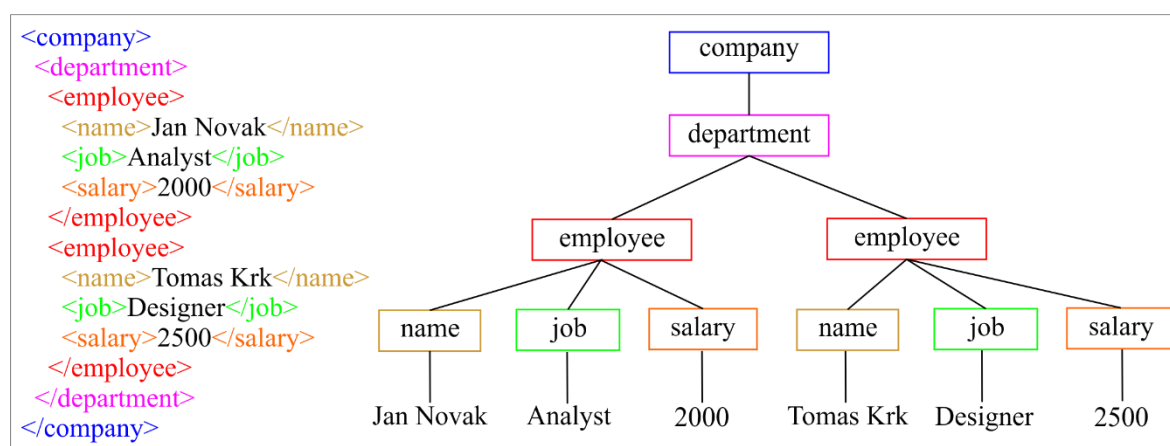 <company>
<department>
<employee>
<name>Jan Novak</name>
<job>Analyst</job>
<salary>2000</salary>
</employee>
<employee>
<name>Tomas Krk</name>
<job>Designer</job>
<salary>2500</salary>
</employee>
</department>
</company>
company
department
employee employee
name job salary name job salary
Jan Novak Analyst 2000 Tomas Krk Designer 2500